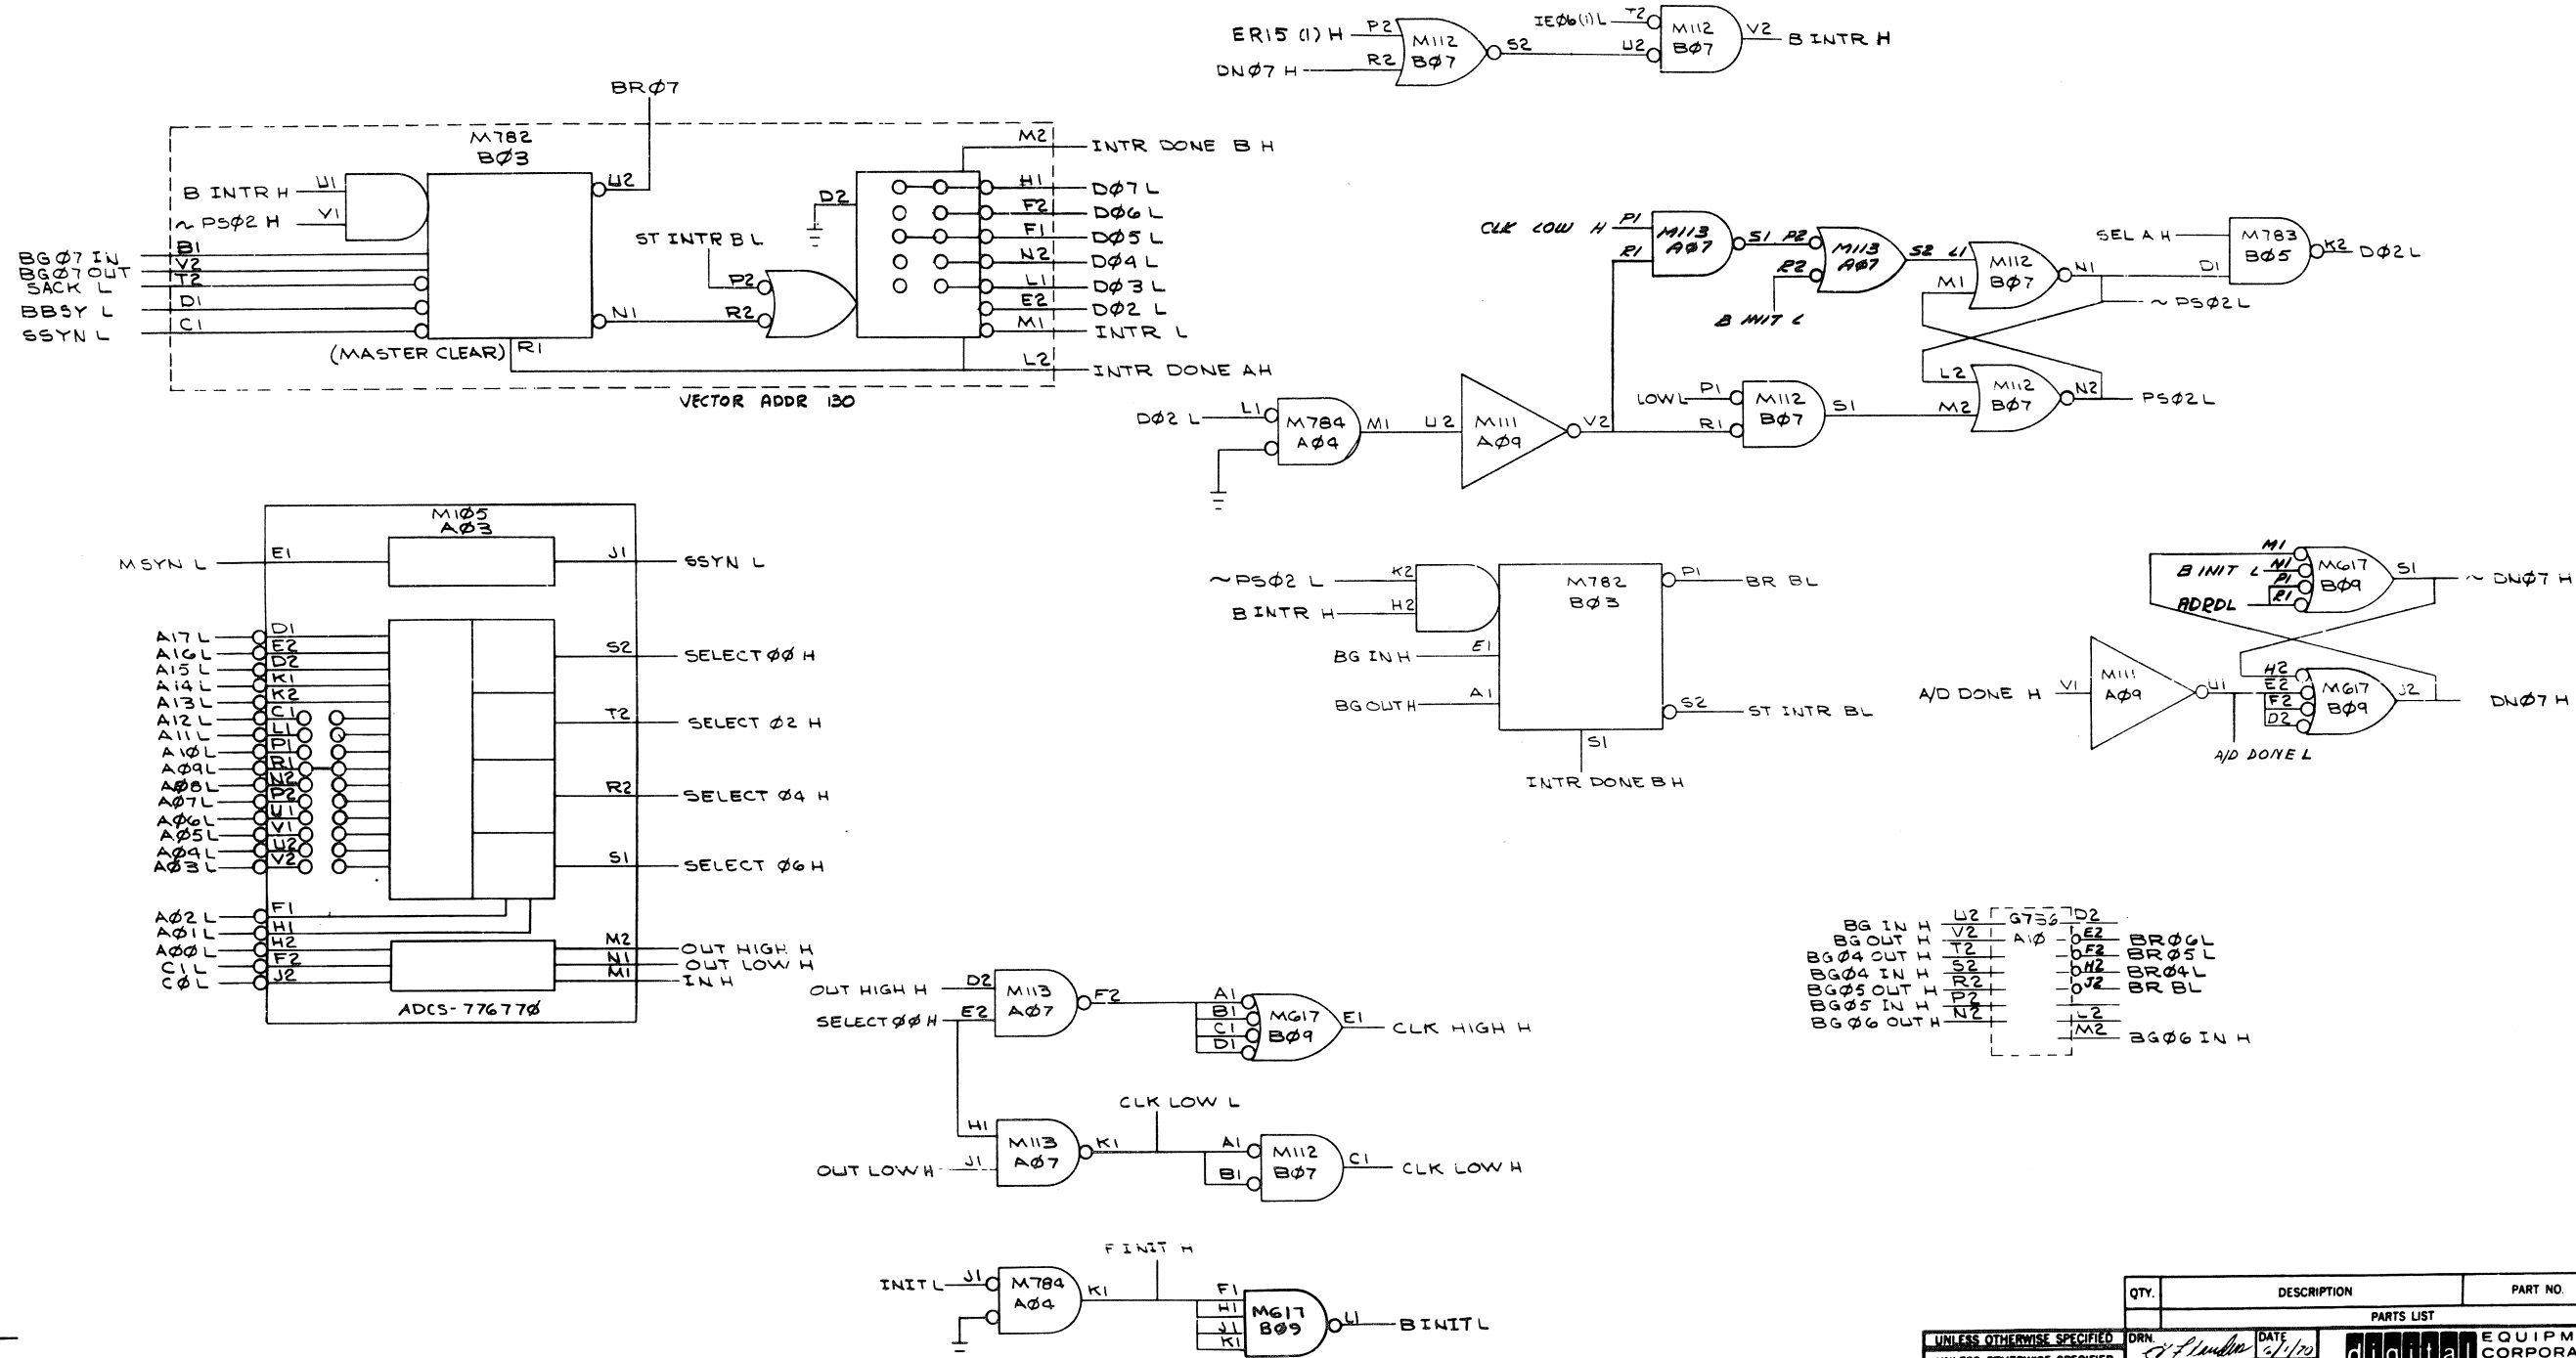 ER15 (1) H P2
DNØ7 H R2
M112
BØ7
S2
IEØ6(1)L T2
U2
M112
BØ7
V2 B INTR H
BRØ7
M782
BØ3
B INTR H U1
~ PSØ2 H V1
BGØ7 IN B1
BGØ7 OUT V2
SACK L T2
BBSY L D1
SSYN L C1
U2
N1
(MASTER CLEAR) R1
ST INTR B L
P2
R2
D2
M2 INTR DONE B H
H1 DØ7 L
F2 DØ6 L
F1 DØ5 L
N2 DØ4 L
L1 DØ3 L
E2 DØ2 L
M1 INTR L
L2 INTR DONE AH
VECTOR ADDR 130
CLK LOW H P1
R1
M113
AØ7
S1 P2
R2
B INIT L
M113
AØ7
S2 L1
M1
M112
BØ7
N1
SEL A H
D1
M783
BØ5
K2 DØ2 L
~ PSØ2 L
DØ2 L L1
M784
AØ4
M1 U2
M111
AØ9
V2
LOW L P1
R1
M112
BØ7
S1 M2
L2
M112
BØ7
N2
PSØ2 L
M1Ø5
AØ3
MSYN L E1
J1 SSYN L
A17 L D1
A16 L E2
A15 L D2
A14 L K1
A13 L K2
A12 L C1
A11 L L1
A1Ø L P1
AØ9 L R1
AØ8 L N2
AØ7 L P2
AØ6 L U1
AØ5 L V1
AØ4 L U2
AØ3 L V2
S2 SELECT ØØ H
T2 SELECT Ø2 H
R2 SELECT Ø4 H
S1 SELECT Ø6 H
AØ2 L F1
AØ1 L H1
AØØ L H2
C1 L F2
CØ L J2
M2 OUT HIGH H
N1 OUT LOW H
M1 IN H
ADCS-77677Ø
~PSØ2 L K2
B INTR H H2
BG IN H E1
BG OUT H A1
M782
BØ3
P1 BR BL
S2 ST INTR BL
S1
INTR DONE B H
M1
B INIT L N1
P1
ADRDL R1
M617
BØ9
S1 ~ DNØ7 H
A/D DONE H V1
M111
AØ9
U1
A/D DONE L
H2
E2
F2
D2
M617
BØ9
J2
DNØ7 H
OUT HIGH H D2
SELECT ØØ H E2
M113
AØ7
F2
A1
B1
C1
D1
M617
BØ9
E1 CLK HIGH H
H1
OUT LOW H J1
M113
AØ7
K1
CLK LOW L
A1
B1
M112
BØ7
C1 CLK LOW H
BG IN H U2
BG OUT H V2
BGØ4 OUT H T2
BGØ4 IN H S2
BGØ5 OUT H R2
BGØ5 IN H P2
BGØ6 OUT H N2
G736
A1Ø
D2
E2 BRØ6 L
F2 BRØ5 L
H2 BRØ4 L
J2 BR BL
L2
M2 BGØ6 IN H
INIT L J1
M784
AØ4
K1
F INIT H
F1
H1
J1
K1
M617
BØ9
L1 B INIT L
QTY. DESCRIPTION PART NO.
PARTS LIST
UNLESS OTHERWISE SPECIFIED
DRN.
DATE
digital EQUIPM
CORPORA